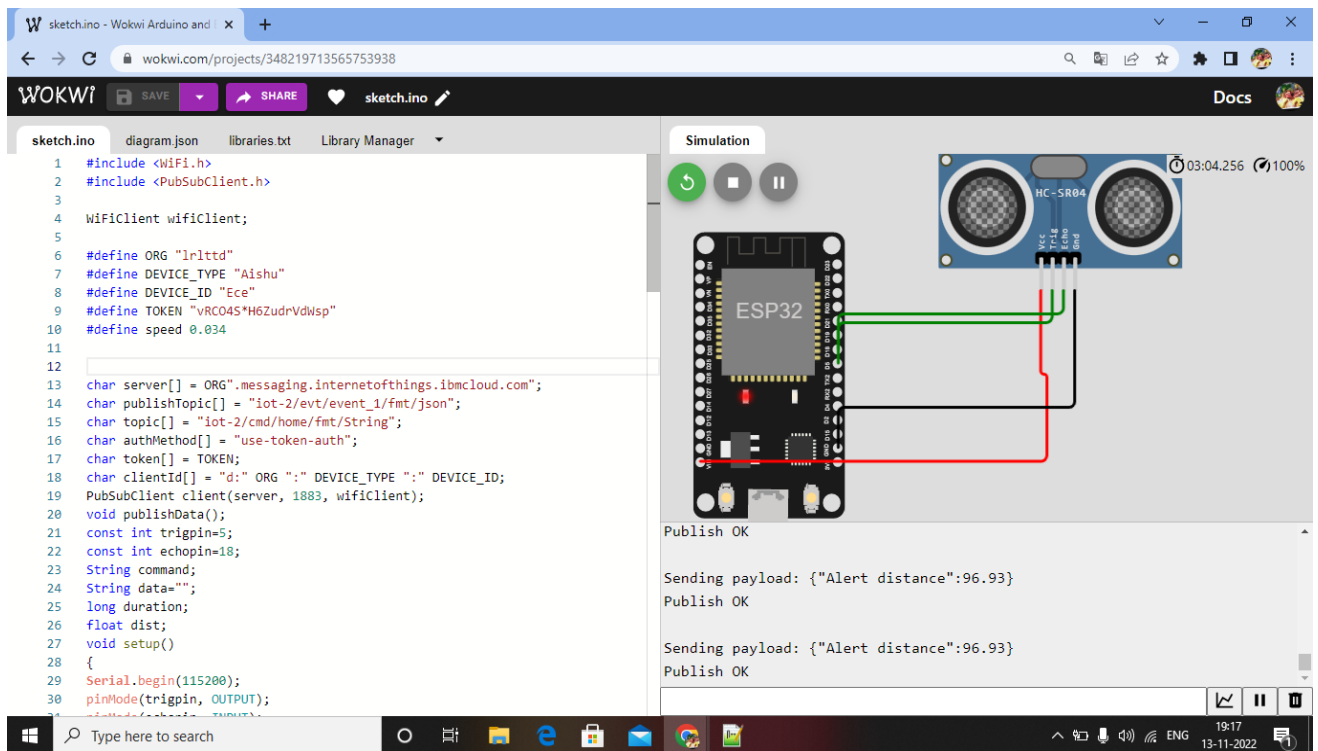 sketch.ino - Wokwi Arduino and
wokwi.com/projects/348219713565753938
WOKWI SAVE SHARE sketch.ino Docs
sketch.ino diagram.json libraries.txt Library Manager
1 #include <WiFi.h>
2 #include <PubSubClient.h>
3
4 WiFiClient wifiClient;
5
6 #define ORG "lrlttd"
7 #define DEVICE_TYPE "Aishu"
8 #define DEVICE_ID "Ece"
9 #define TOKEN "vRCO4S*H6ZudrVdWsp"
10 #define speed 0.034
11
12
13 char server[] = ORG".messaging.internetofthings.ibmcloud.com";
14 char publishTopic[] = "iot-2/evt/event_1/fmt/json";
15 char topic[] = "iot-2/cmd/home/fmt/String";
16 char authMethod[] = "use-token-auth";
17 char token[] = TOKEN;
18 char clientId[] = "d:" ORG ":" DEVICE_TYPE ":" DEVICE_ID;
19 PubSubClient client(server, 1883, wifiClient);
20 void publishData();
21 const int trigpin=5;
22 const int echopin=18;
23 String command;
24 String data="";
25 long duration;
26 float dist;
27 void setup()
28 {
29 Serial.begin(115200);
30 pinMode(trigpin, OUTPUT);
Simulation
03:04.256 100%
HC-SR04
Vcc
Trig
Echo
Gnd
ESP32
Publish OK
Sending payload: {"Alert distance":96.93}
Publish OK
Sending payload: {"Alert distance":96.93}
Publish OK
Type here to search
ENG
19:17
13-11-2022
1